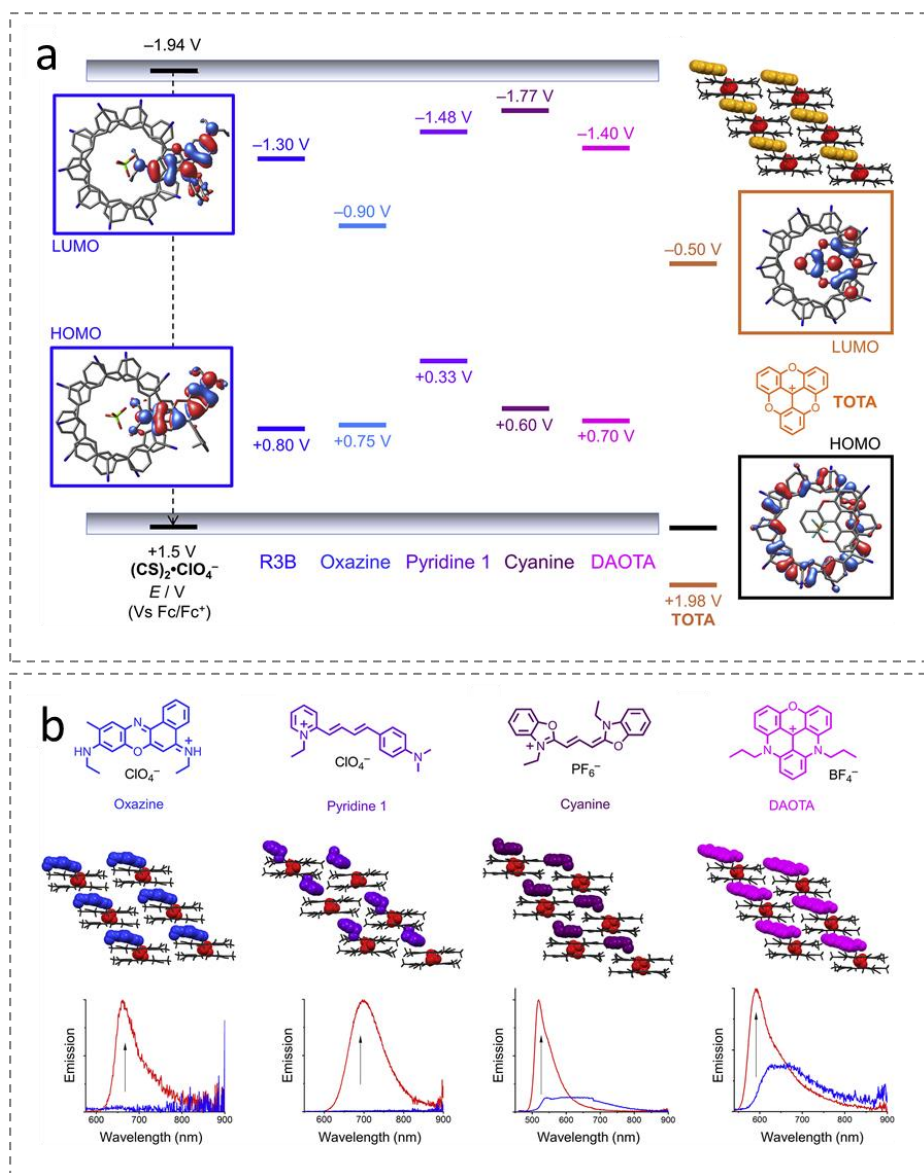 a
–1.94 V
–1.30 V
–0.90 V
–1.48 V
–1.77 V
–1.40 V
–0.50 V
LUMO
LUMO
HOMO
+0.80 V
+0.75 V
+0.33 V
+0.60 V
+0.70 V
TOTA
O
O
O
+
HOMO
+1.5 V
(CS)₂•ClO₄⁻
E / V
(Vs Fc/Fc⁺)
R3B
Oxazine
Pyridine 1
Cyanine
DAOTA
+1.98 V
TOTA
b
N
HN
O
NH
+
ClO₄⁻
Oxazine
N
+
N
ClO₄⁻
Pyridine 1
O
N
+
N
O
PF₆⁻
Cyanine
O
+
N
N
BF₄⁻
DAOTA
Emission
600 700 800 900
Wavelength (nm)
Emission
600 700 800 900
Wavelength (nm)
Emission
500 600 700 800 900
Wavelength (nm)
Emission
600 700 800 900
Wavelength (nm)